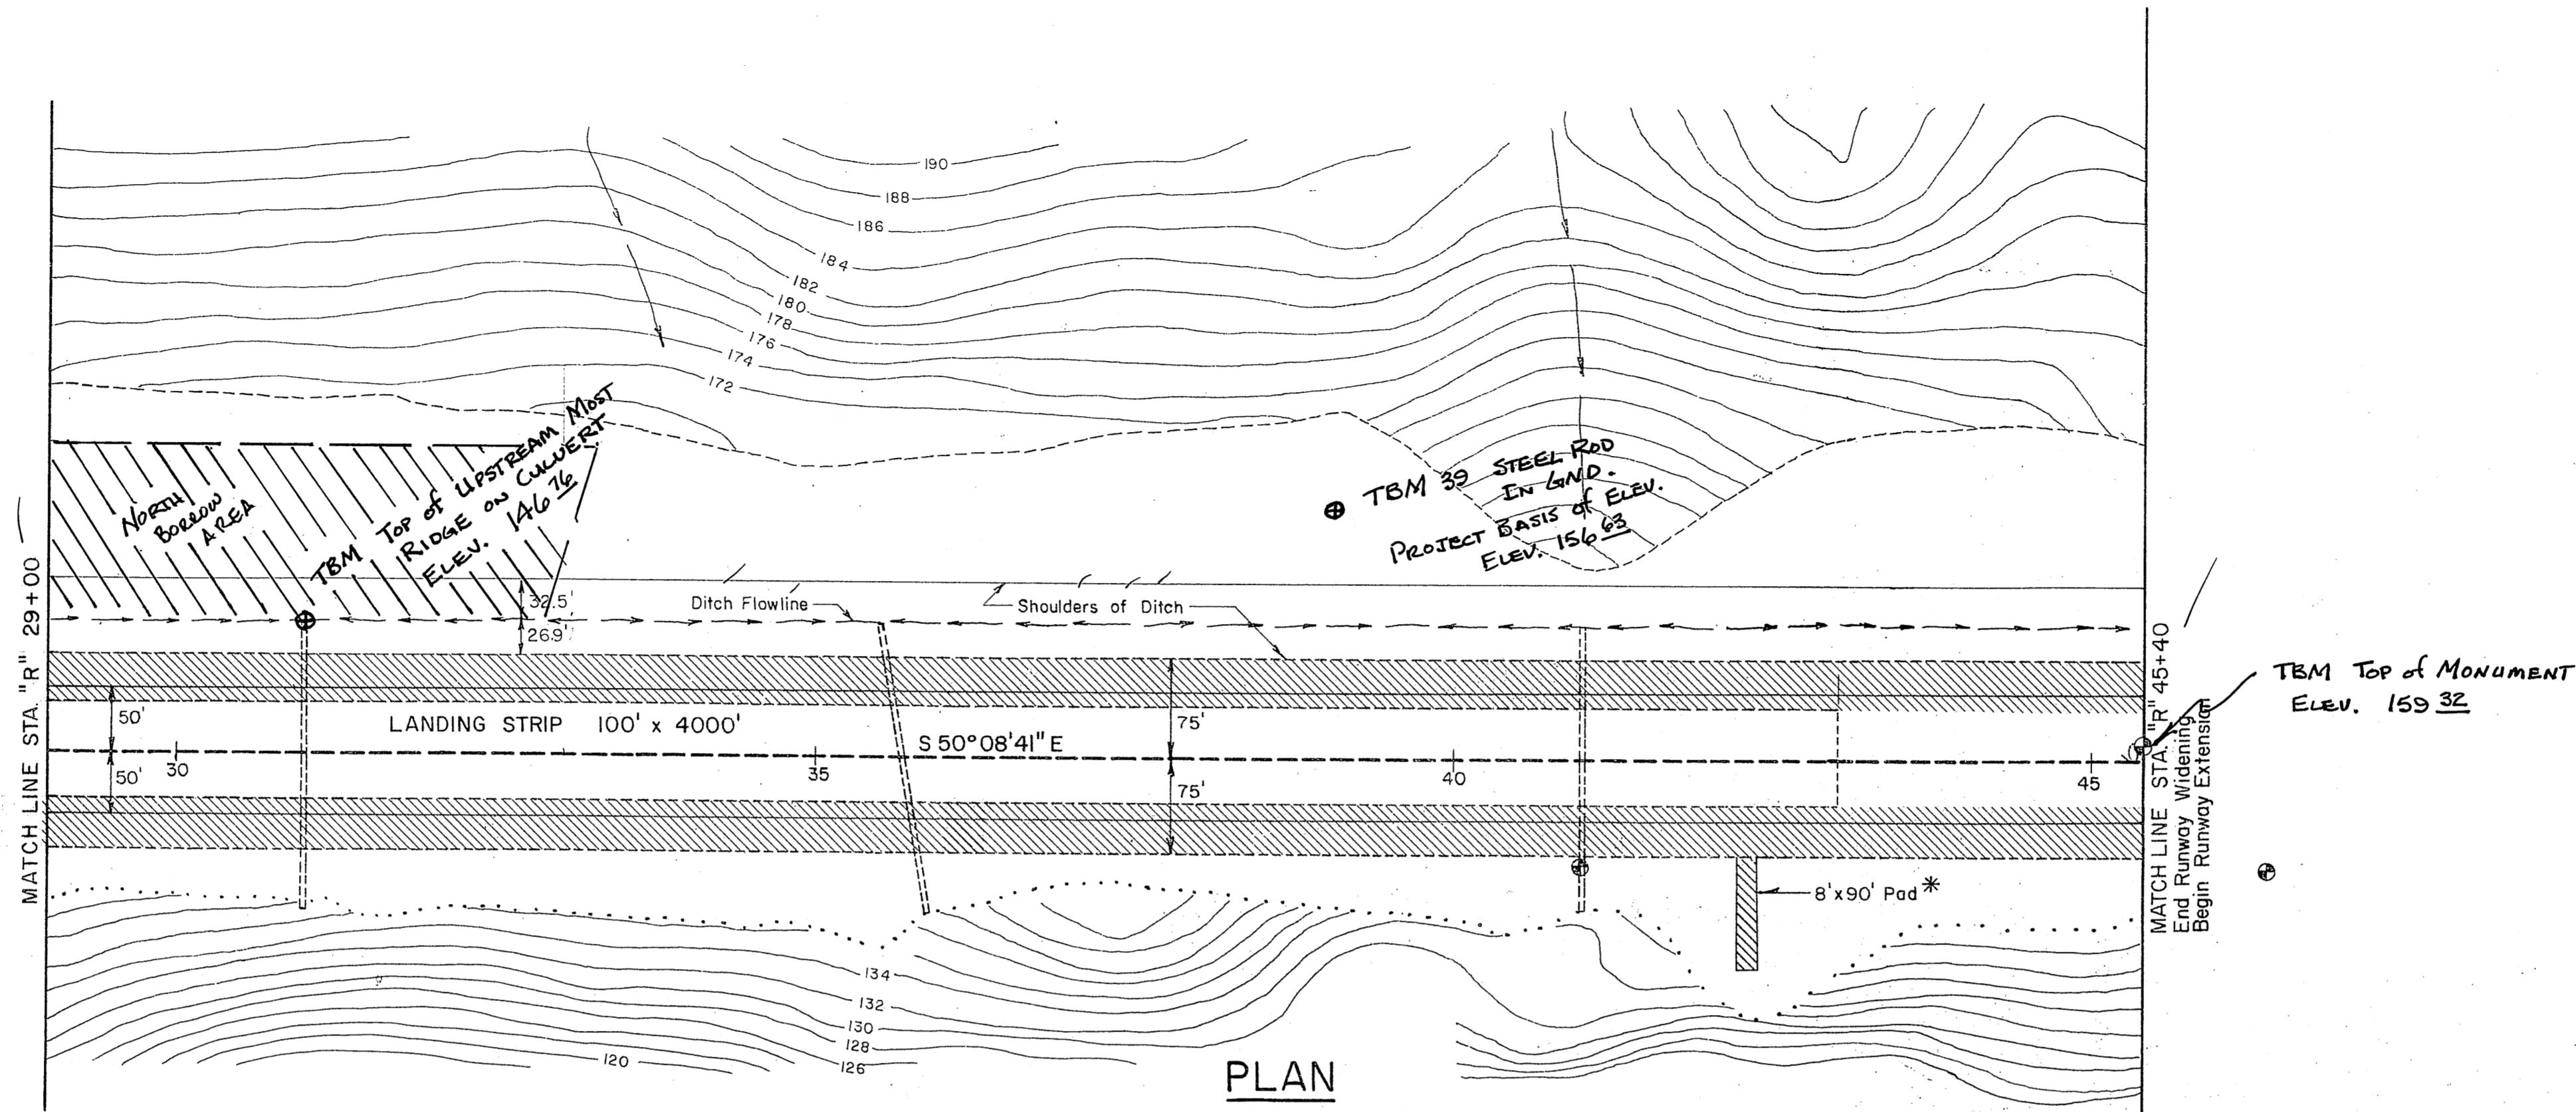 190
188
186
184
182
180
178
176
174
172
NORTH
BORROW
AREA
TBM TOP of UPSTREAM MOST
RIDGE ON CULVERT
ELEV. 146 76
TBM 39 STEEL ROD
IN GND.
PROJECT BASIS of ELEV.
ELEV. 156 63
MATCH LINE STA. "R" 29+00
32.5'
26.9'
Ditch Flowline
Shoulders of Ditch
50'
50'
LANDING STRIP 100' x 4000'
S 50°08'41" E
75'
75'
30
35
40
45
MATCH LINE STA. "R" 45+40
End Runway Widening
Begin Runway Extension
TBM TOP of MONUMENT
ELEV. 159 32
8'x90' Pad*
134
132
130
128
126
120
PLAN